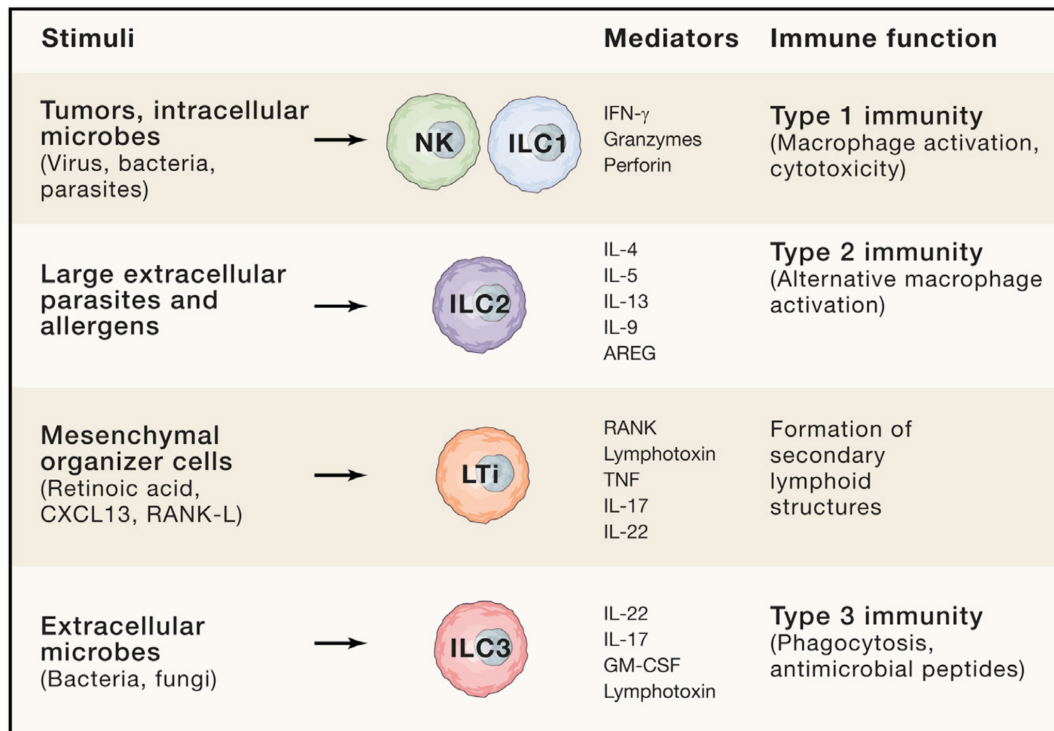 Stimuli
Mediators
Immune function
Tumors, intracellular
microbes
(Virus, bacteria,
parasites)
NK
ILC1
IFN-γ
Granzymes
Perforin
Type 1 immunity
(Macrophage activation,
cytotoxicity)
Large extracellular
parasites and
allergens
ILC2
IL-4
IL-5
IL-13
IL-9
AREG
Type 2 immunity
(Alternative macrophage
activation)
Mesenchymal
organizer cells
(Retinoic acid,
CXCL13, RANK-L)
LTi
RANK
Lymphotoxin
TNF
IL-17
IL-22
Formation of
secondary
lymphoid
structures
Extracellular
microbes
(Bacteria, fungi)
ILC3
IL-22
IL-17
GM-CSF
Lymphotoxin
Type 3 immunity
(Phagocytosis,
antimicrobial peptides)